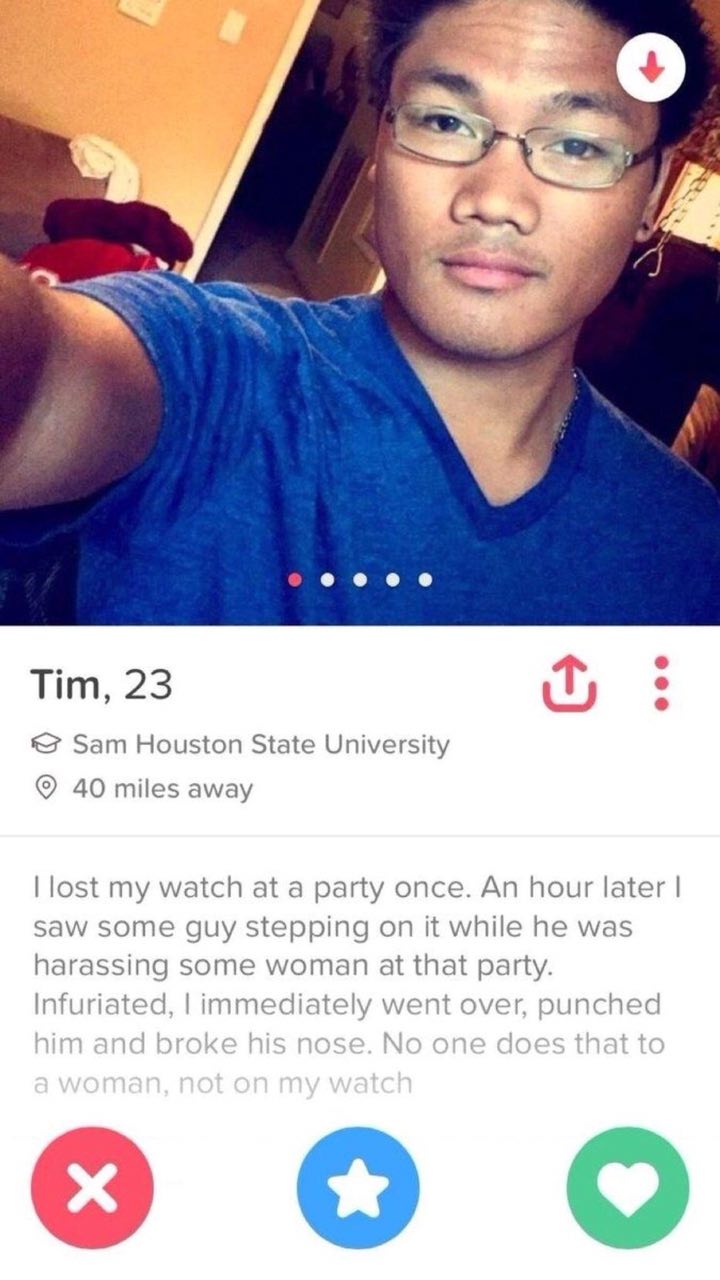 Tim, 23
Sam Houston State University
40 miles away
I lost my watch at a party once. An hour later I
saw some guy stepping on it while he was
harassing some woman at that party.
Infuriated, I immediately went over, punched
him and broke his nose. No one does that to
a woman, not on my watch